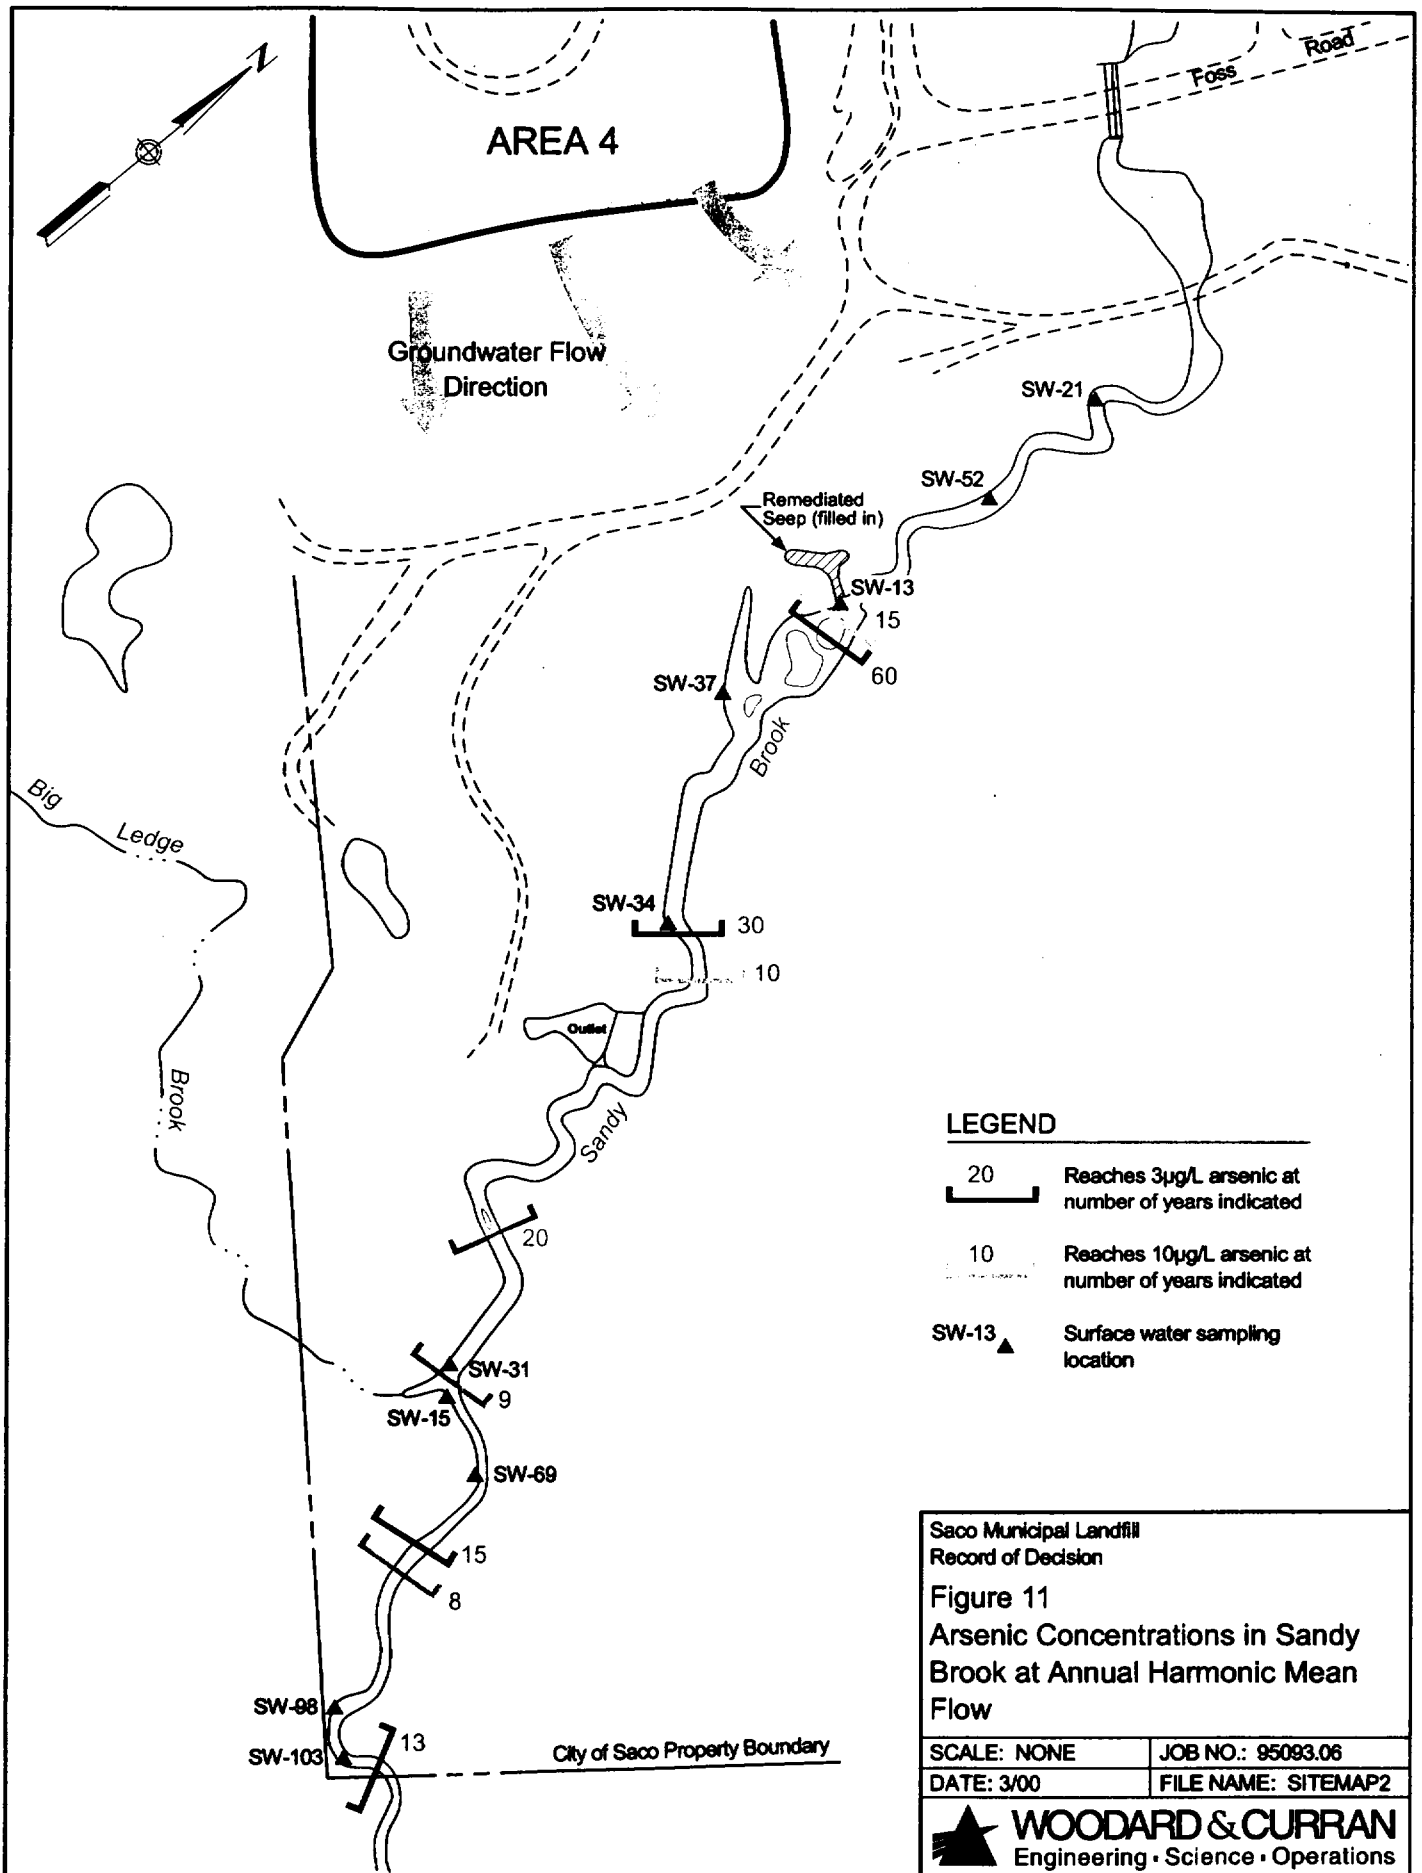 N
AREA 4
Foss Road
Groundwater Flow
Direction
SW-21
SW-52
Remediated
Seep (filled in)
SW-13
15
60
SW-37
Brook
Big
Ledge
SW-34
30
10
Outlet
Brook
Sandy
20
SW-31
9
SW-15
SW-69
15
8
SW-98
SW-103
13
City of Saco Property Boundary
LEGEND
20
Reaches 3µg/L arsenic at
number of years indicated
10
Reaches 10µg/L arsenic at
number of years indicated
SW-13
Surface water sampling
location
Saco Municipal Landfill
Record of Decision
Figure 11
Arsenic Concentrations in Sandy
Brook at Annual Harmonic Mean
Flow
SCALE: NONE
JOB NO.: 95093.06
DATE: 3/00
FILE NAME: SITEMAP2
WOODARD & CURRAN
Engineering · Science · Operations